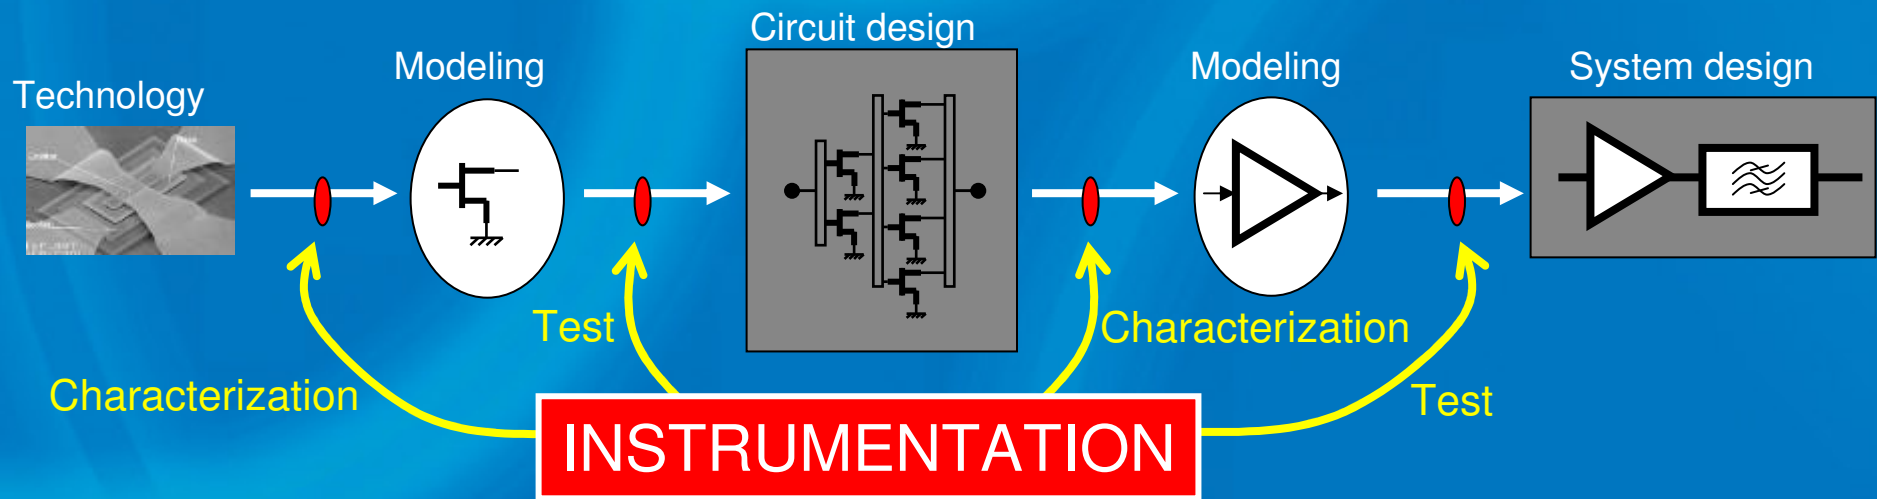 Technology
Modeling
Circuit design
Modeling
System design
Characterization
Test
Characterization
Test
INSTRUMENTATION